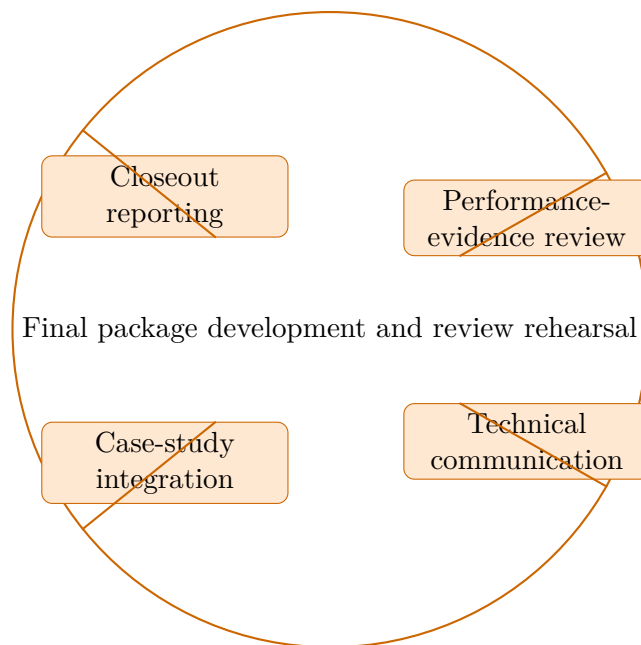 Closeout
reporting
Performance-
evidence review
Final package development and review rehearsal
Case-study
integration
Technical
communication